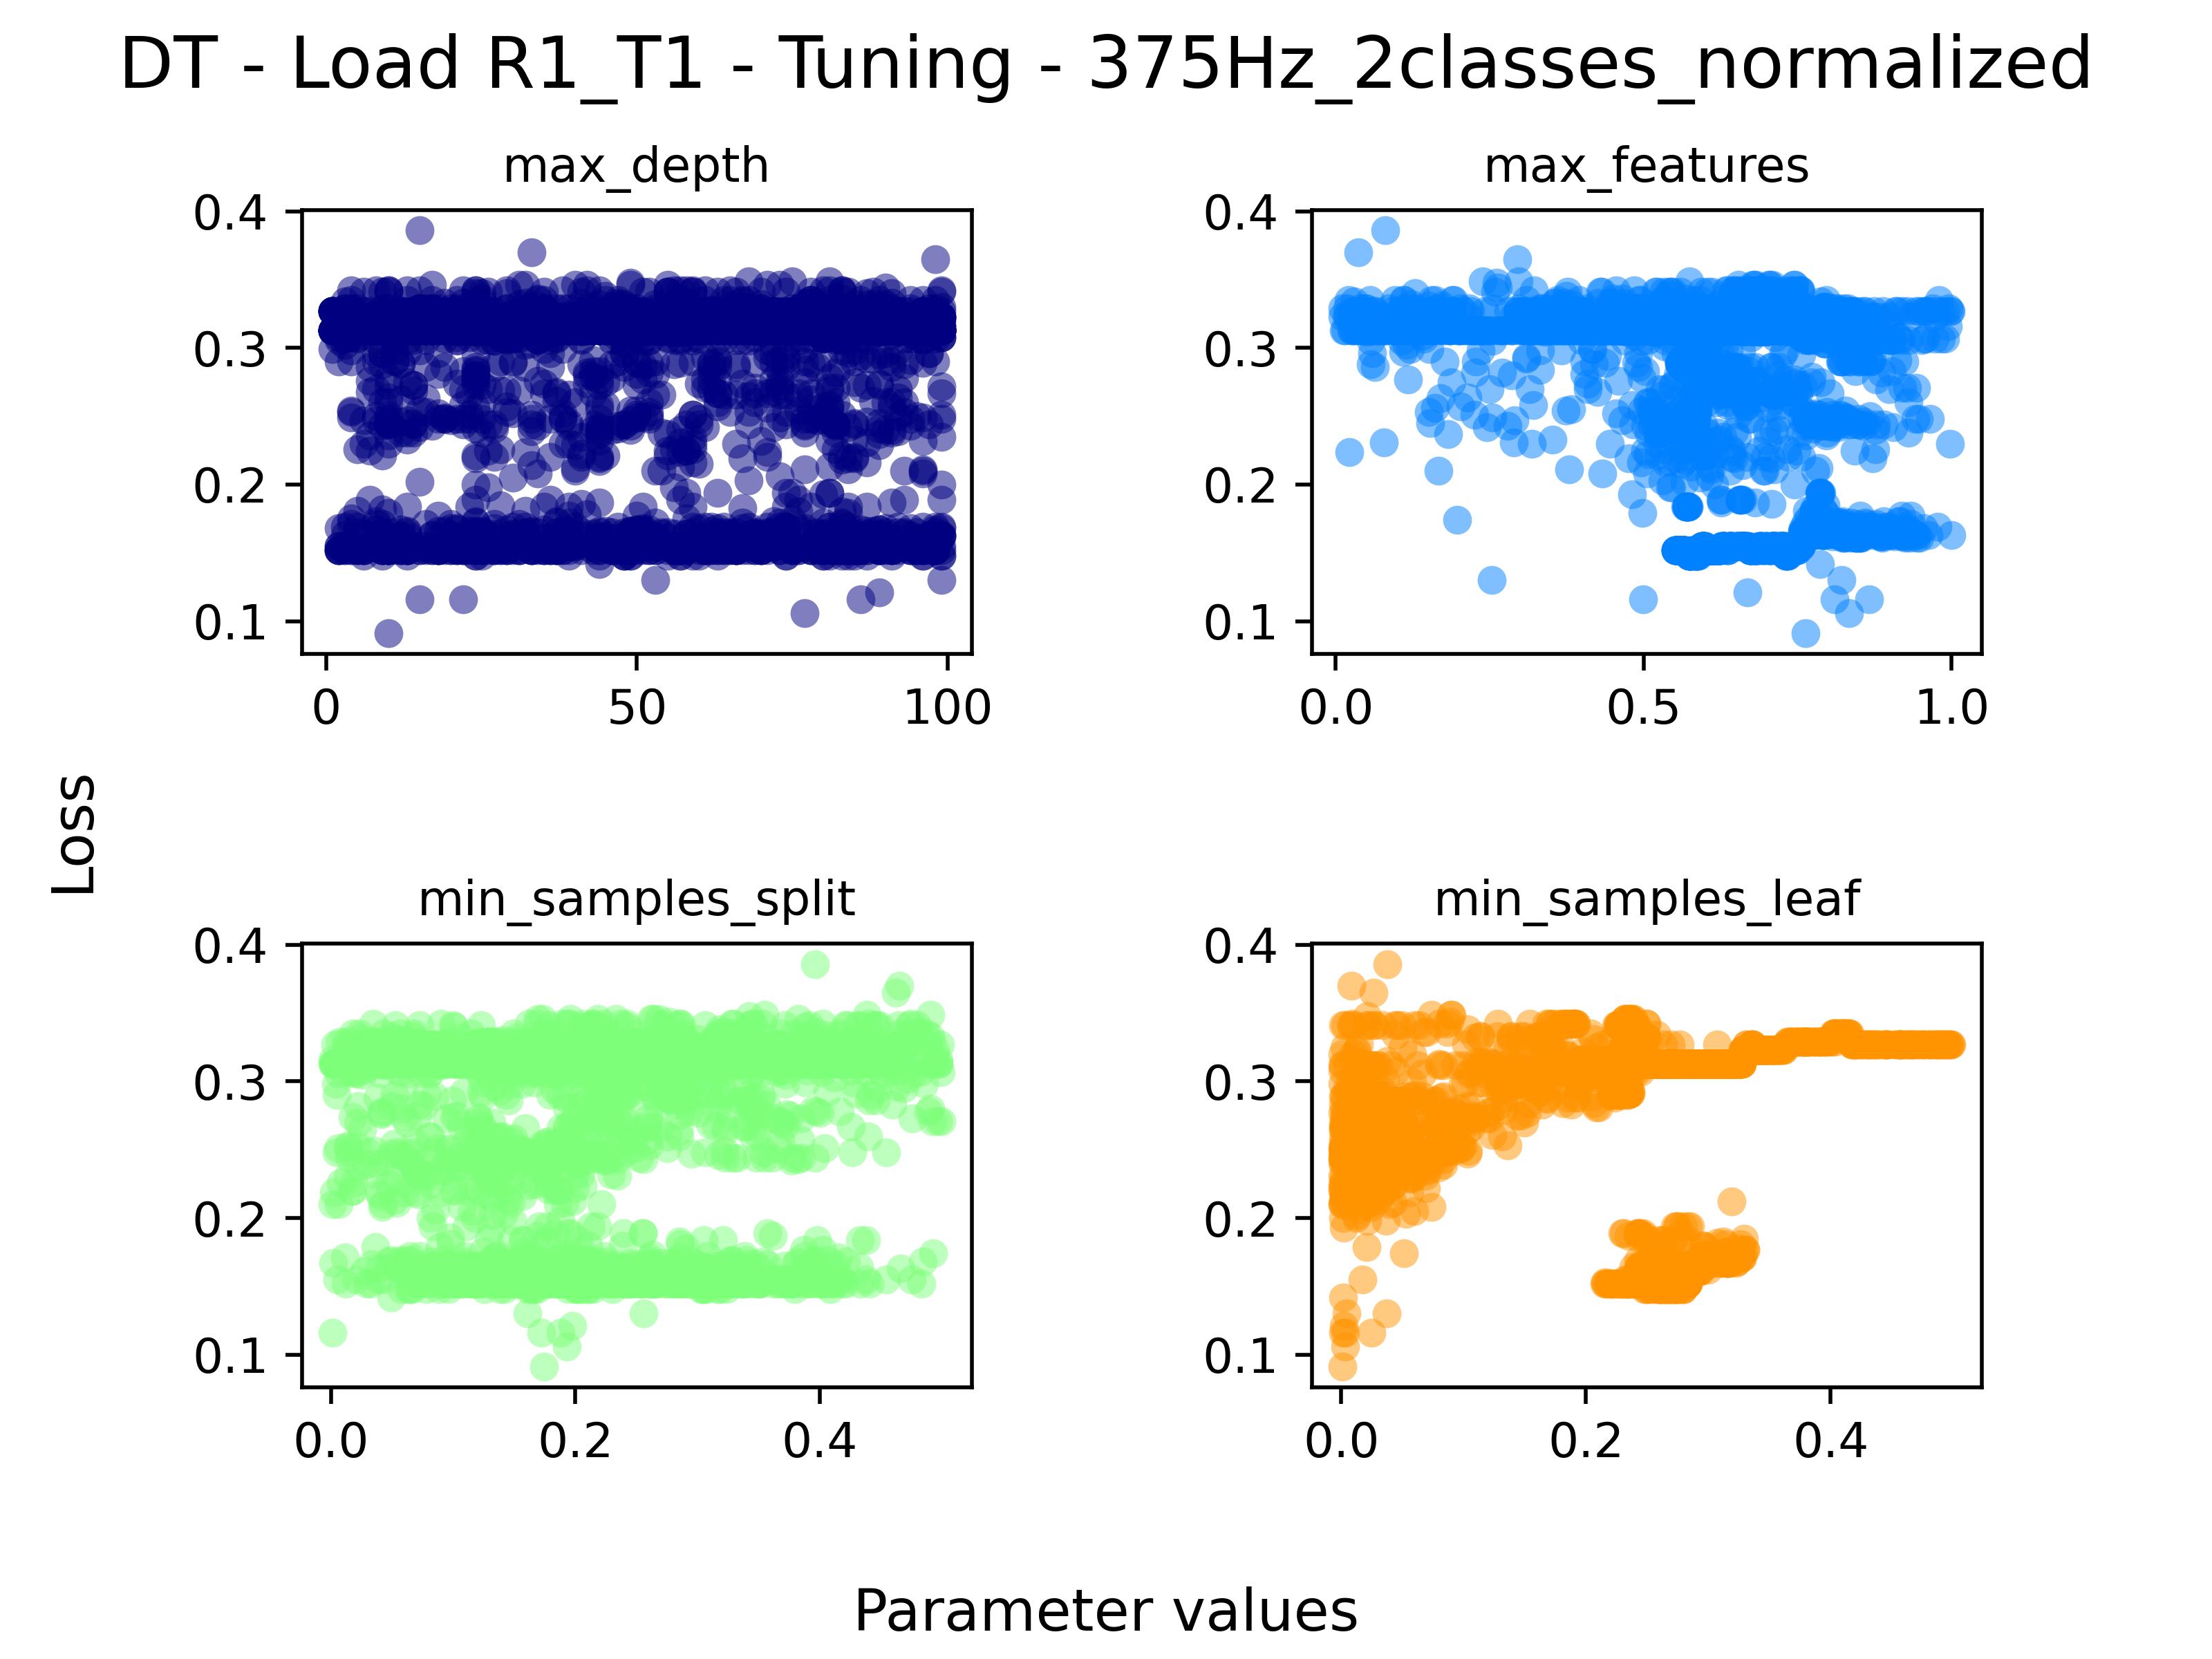 DT - Load R1_T1 - Tuning - 375Hz_2classes_normalized
max_depth
0.4
0.3
0.2
0.1
0 50 100
max_features
0.4
0.3
0.2
0.1
0.0 0.5 1.0
Loss
min_samples_split
0.4
0.3
0.2
0.1
0.0 0.2 0.4
min_samples_leaf
0.4
0.3
0.2
0.1
0.0 0.2 0.4
Parameter values